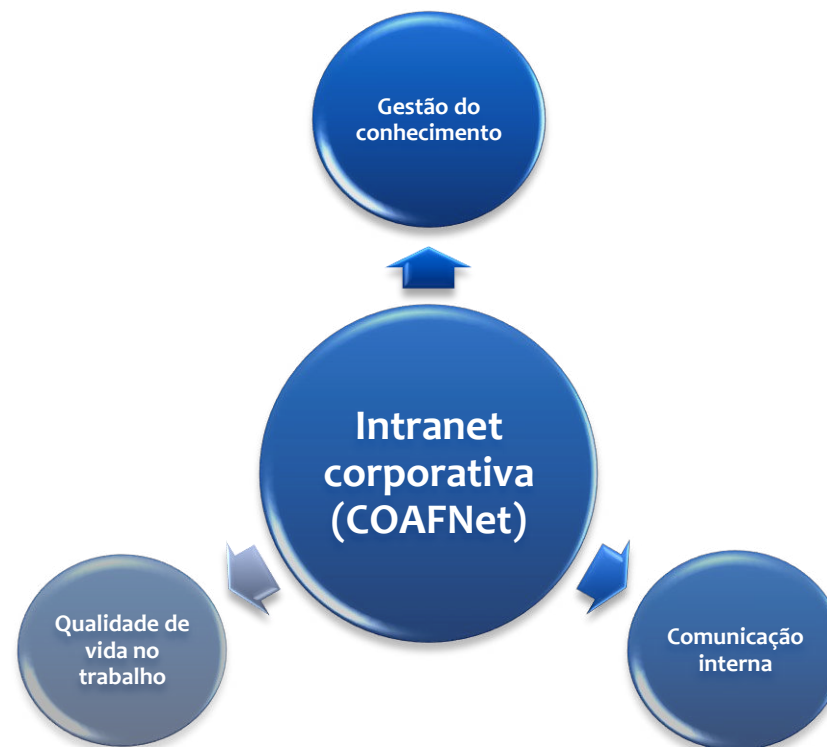 Gestão do
conhecimento
Intranet
corporativa
(COAFNet)
Qualidade de
vida no
trabalho
Comunicação
interna